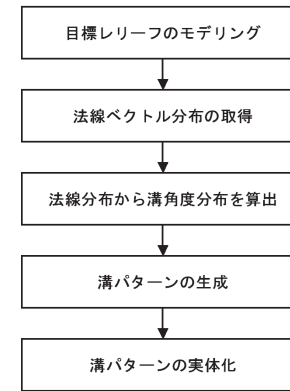 目標レリーフのモデリング
法線ベクトル分布の取得
法線分布から溝角度分布を算出
溝パターンの生成
溝パターンの実体化